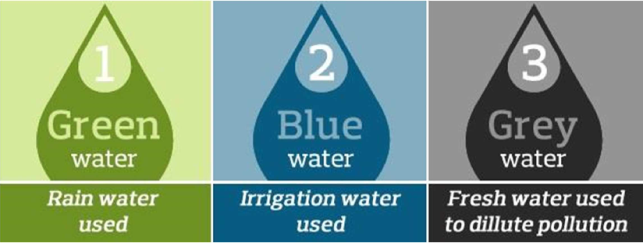 1
Green
water
Rain water
used
2
Blue
water
Irrigation water
used
3
Grey
water
Fresh water used
to dillute pollution